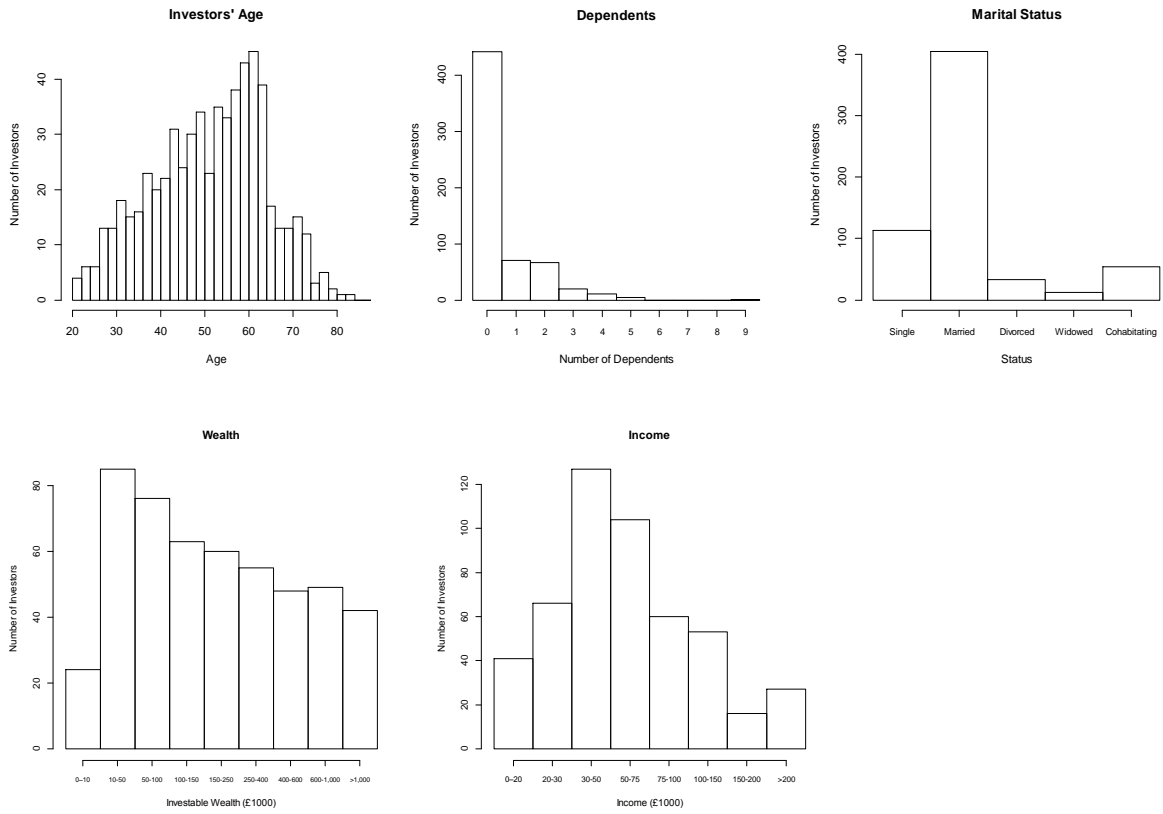 Investors' Age
Number of Investors
0 10 20 30 40
20 30 40 50 60 70 80
Age
Dependents
Number of Investors
0 100 200 300 400
0 1 2 3 4 5 6 7 8 9
Number of Dependents
Marital Status
Number of Investors
0 100 200 300 400
Single Married Divorced Widowed Cohabitating
Status
Wealth
Number of Investors
0 20 40 60 80
0–10 10-50 50-100 100-150 150-250 250-400 400-600 600-1,000 >1,000
Investable Wealth (£1000)
Income
Number of Investors
0 20 40 60 80 100 120
0–20 20-30 30-50 50-75 75-100 100-150 150-200 >200
Income (£1000)